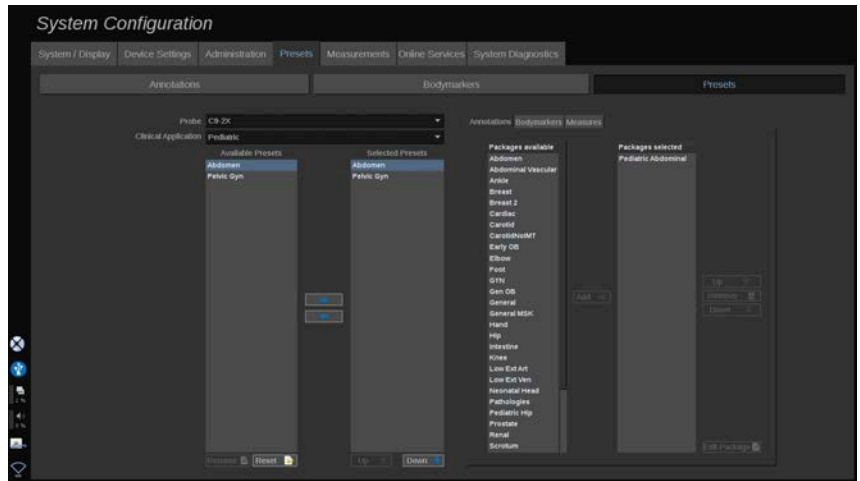 System Configuration
System / Display Device Settings Administration Presets Measurements Online Services System Diagnostics
Annotations Bodymarkers Presets
Probe C9-2X
Clinical Application Pediatric
Available Presets Selected Presets
Abdomen Abdomen
Pelvic Gyn Pelvic Gyn
Reset
Up Down
Annotations Bodymarkers Measures
Packages available Packages selected
Abdomen Pediatric Abdominal
Abdominal Vascular
Ankle
Breast
Breast 2
Cardiac
Carotid
CarotidNoIMT
Early OB
Elbow
Foot
GYN
Gen OB
General
General MSK
Hand
Hip
Intestine
Knee
Low Ext Art
Low Ext Ven
Neonatal Head
Pathologies
Pediatric Hip
Prostate
Renal
Scrotum
Add
Up
Remove
Down
Edit Package